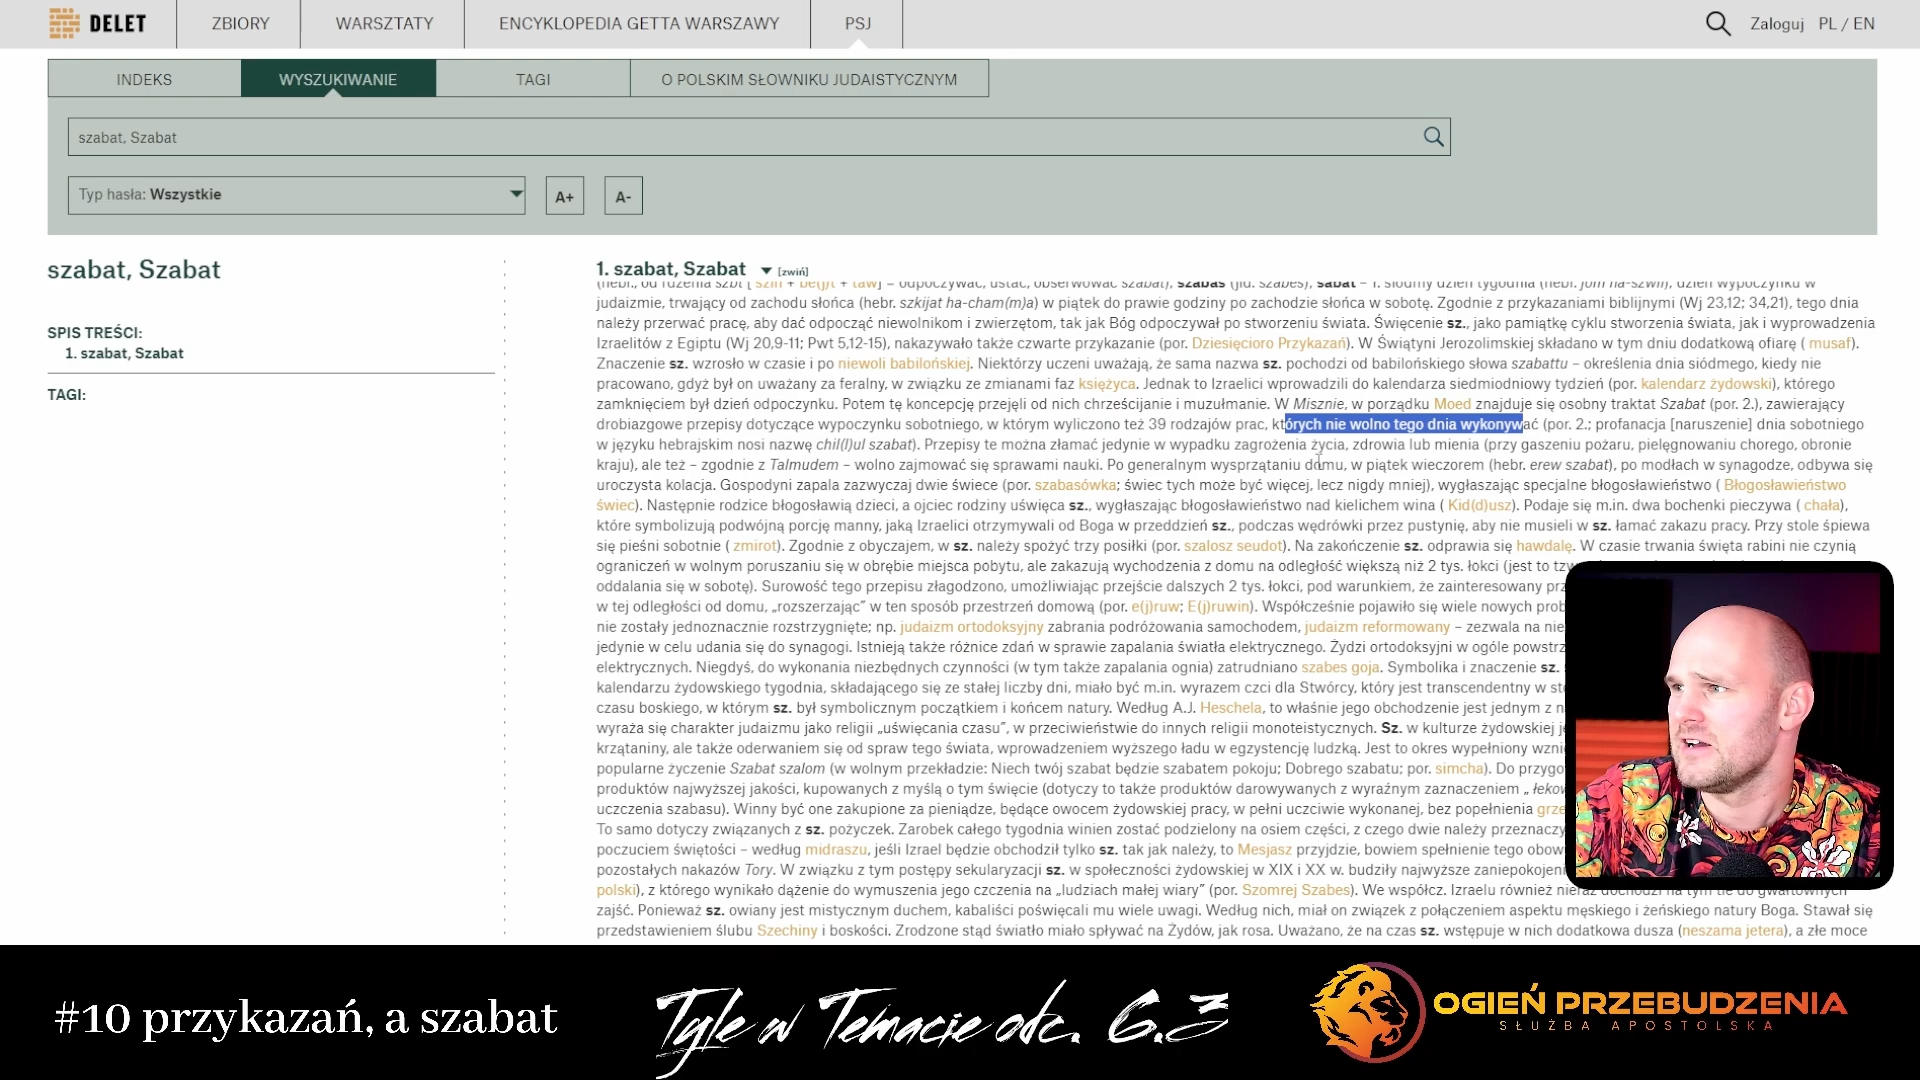 DELET
ZBIORY
WARSZTATY
ENCYKLOPEDIA GETTA WARSZAWY
PSJ
Zaloguj PL / EN
INDEKS
WYSZUKIWANIE
TAGI
O POLSKIM SŁOWNIKU JUDAISTYCZNYM
szabat, Szabat
Typ hasła: Wszystkie
A+
A-
szabat, Szabat
SPIS TREŚCI:
1. szabat, Szabat
TAGI:
1. szabat, Szabat [zwiń]
(hebr., od rdzenia szbt [ szin + be(j)t + taw] – odpoczywać, ustać, obserwować szabat), szabas (jid. szabes), sabat – 1. siódmy dzień tygodnia (hebr. jom ha-szwii), dzień wypoczynku w
judaizmie, trwający od zachodu słońca (hebr. szkijat ha-cham(m)a) w piątek do prawie godziny po zachodzie słońca w sobotę. Zgodnie z przykazaniami biblijnymi (Wj 23,12; 34,21), tego dnia
należy przerwać pracę, aby dać odpocząć niewolnikom i zwierzętom, tak jak Bóg odpoczywał po stworzeniu świata. Święcenie sz., jako pamiątkę cyklu stworzenia świata, jak i wyprowadzenia
Izraelitów z Egiptu (Wj 20,9-11; Pwt 5,12-15), nakazywało także czwarte przykazanie (por. Dziesięcioro Przykazań). W Świątyni Jerozolimskiej składano w tym dniu dodatkową ofiarę ( musaf).
Znaczenie sz. wzrosło w czasie i po niewoli babilońskiej. Niektórzy uczeni uważają, że sama nazwa sz. pochodzi od babilońskiego słowa szabattu – określenia dnia siódmego, kiedy nie
pracowano, gdyż był on uważany za feralny, w związku ze zmianami faz księżyca. Jednak to Izraelici wprowadzili do kalendarza siedmiodniowy tydzień (por. kalendarz żydowski), którego
zamknięciem był dzień odpoczynku. Potem tę koncepcję przejęli od nich chrześcijanie i muzułmanie. W Misznie, w porządku Moed znajduje się osobny traktat Szabat (por. 2.), zawierający
drobiazgowe przepisy dotyczące wypoczynku sobotniego, w którym wyliczono też 39 rodzajów prac, których nie wolno tego dnia wykonywać (por. 2.; profanacja [naruszenie] dnia sobotniego
w języku hebrajskim nosi nazwę chil(l)ul szabat). Przepisy te można złamać jedynie w wypadku zagrożenia życia, zdrowia lub mienia (przy gaszeniu pożaru, pielęgnowaniu chorego, obronie
kraju), ale też – zgodnie z Talmudem – wolno zajmować się sprawami nauki. Po generalnym wysprzątaniu domu, w piątek wieczorem (hebr. erew szabat), po modłach w synagodze, odbywa się
uroczysta kolacja. Gospodyni zapala zazwyczaj dwie świece (por. szabasówka; świec tych może być więcej, lecz nigdy mniej), wygłaszając specjalne błogosławieństwo ( Błogosławieństwo
świec). Następnie rodzice błogosławią dzieci, a ojciec rodziny uświęca sz., wygłaszając błogosławieństwo nad kielichem wina ( Kid(d)usz). Podaje się m.in. dwa bochenki pieczywa ( chała),
które symbolizują podwójną porcję manny, jaką Izraelici otrzymywali od Boga w przeddzień sz., podczas wędrówki przez pustynię, aby nie musieli w sz. łamać zakazu pracy. Przy stole śpiewa
się pieśni sobotnie ( zmirot). Zgodnie z obyczajem, w sz. należy spożyć trzy posiłki (por. szalosz seudot). Na zakończenie sz. odprawia się hawdalę. W czasie trwania święta rabini nie czynią
ograniczeń w wolnym poruszaniu się w obrębie miejsca pobytu, ale zakazują wychodzenia z domu na odległość większą niż 2 tys. łokci (jest to tzw
oddalania się w sobotę). Surowość tego przepisu złagodzono, umożliwiając przejście dalszych 2 tys. łokci, pod warunkiem, że zainteresowany prz
w tej odległości od domu, „rozszerzając” w ten sposób przestrzeń domową (por. e(j)ruw; E(j)ruwin). Współcześnie pojawiło się wiele nowych prob
nie zostały jednoznacznie rozstrzygnięte; np. judaizm ortodoksyjny zabrania podróżowania samochodem, judaizm reformowany – zezwala na nie
jedynie w celu udania się do synagogi. Istnieją także różnice zdań w sprawie zapalania światła elektrycznego. Żydzi ortodoksyjni w ogóle powstrz
elektrycznych. Niegdyś, do wykonania niezbędnych czynności (w tym także zapalania ognia) zatrudniano szabes goja. Symbolika i znaczenie sz.
kalendarzu żydowskiego tygodnia, składającego się ze stałej liczby dni, miało być m.in. wyrazem czci dla Stwórcy, który jest transcendentny w sto
czasu boskiego, w którym sz. był symbolicznym początkiem i końcem natury. Według A.J. Heschela, to właśnie jego obchodzenie jest jednym z n
wyraża się charakter judaizmu jako religii „uświęcania czasu”, w przeciwieństwie do innych religii monoteistycznych. Sz. w kulturze żydowskiej je
krzątaniny, ale także oderwaniem się od spraw tego świata, wprowadzeniem wyższego ładu w egzystencję ludzką. Jest to okres wypełniony wznio
popularne życzenie Szabat szalom (w wolnym przekładzie: Niech twój szabat będzie szabatem pokoju; Dobrego szabatu; por. simcha). Do przygo
produktów najwyższej jakości, kupowanych z myślą o tym święcie (dotyczy to także produktów darowywanych z wyraźnym zaznaczeniem „ łekow
uczczenia szabasu). Winny być one zakupione za pieniądze, będące owocem żydowskiej pracy, w pełni uczciwie wykonanej, bez popełnienia grze
To samo dotyczy związanych z sz. pożyczek. Zarobek całego tygodnia winien zostać podzielony na osiem części, z czego dwie należy przeznaczy
poczuciem świętości – według midraszu, jeśli Izrael będzie obchodził tylko sz. tak jak należy, to Mesjasz przyjdzie, bowiem spełnienie tego obow
pozostałych nakazów Tory. W związku z tym postępy sekularyzacji sz. w społeczności żydowskiej w XIX i XX w. budziły najwyższe zaniepokojeni
polski), z którego wynikało dążenie do wymuszenia jego czczenia na „ludziach małej wiary” (por. Szomrej Szabes). We współcz. Izraelu również nieraz dochodzi na tym tle do gwałtownych
zajść. Ponieważ sz. owiany jest mistycznym duchem, kabaliści poświęcali mu wiele uwagi. Według nich, miał on związek z połączeniem aspektu męskiego i żeńskiego natury Boga. Stawał się
przedstawieniem ślubu Szechiny i boskości. Zrodzone stąd światło miało spływać na Żydów, jak rosa. Uważano, że na czas sz. wstępuje w nich dodatkowa dusza (neszama jetera), a złe moce
#10 przykazań, a szabat
Tyle w Temacie odc. 6.3
OGIEŃ PRZEBUDZENIA
SŁUŻBA APOSTOLSKA